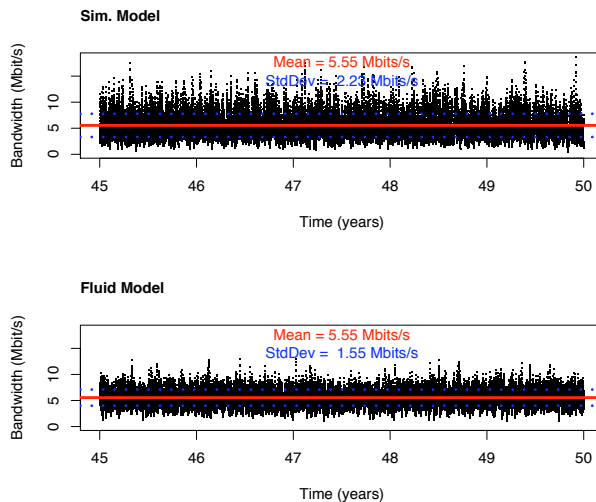 Sim. Model
Mean = 5.55 Mbits/s
StdDev = 2.23 Mbits/s
Bandwidth (Mbit/s)
10
5
0
45 46 47 48 49 50
Time (years)
Fluid Model
Mean = 5.55 Mbits/s
StdDev = 1.55 Mbits/s
Bandwidth (Mbit/s)
10
5
0
45 46 47 48 49 50
Time (years)